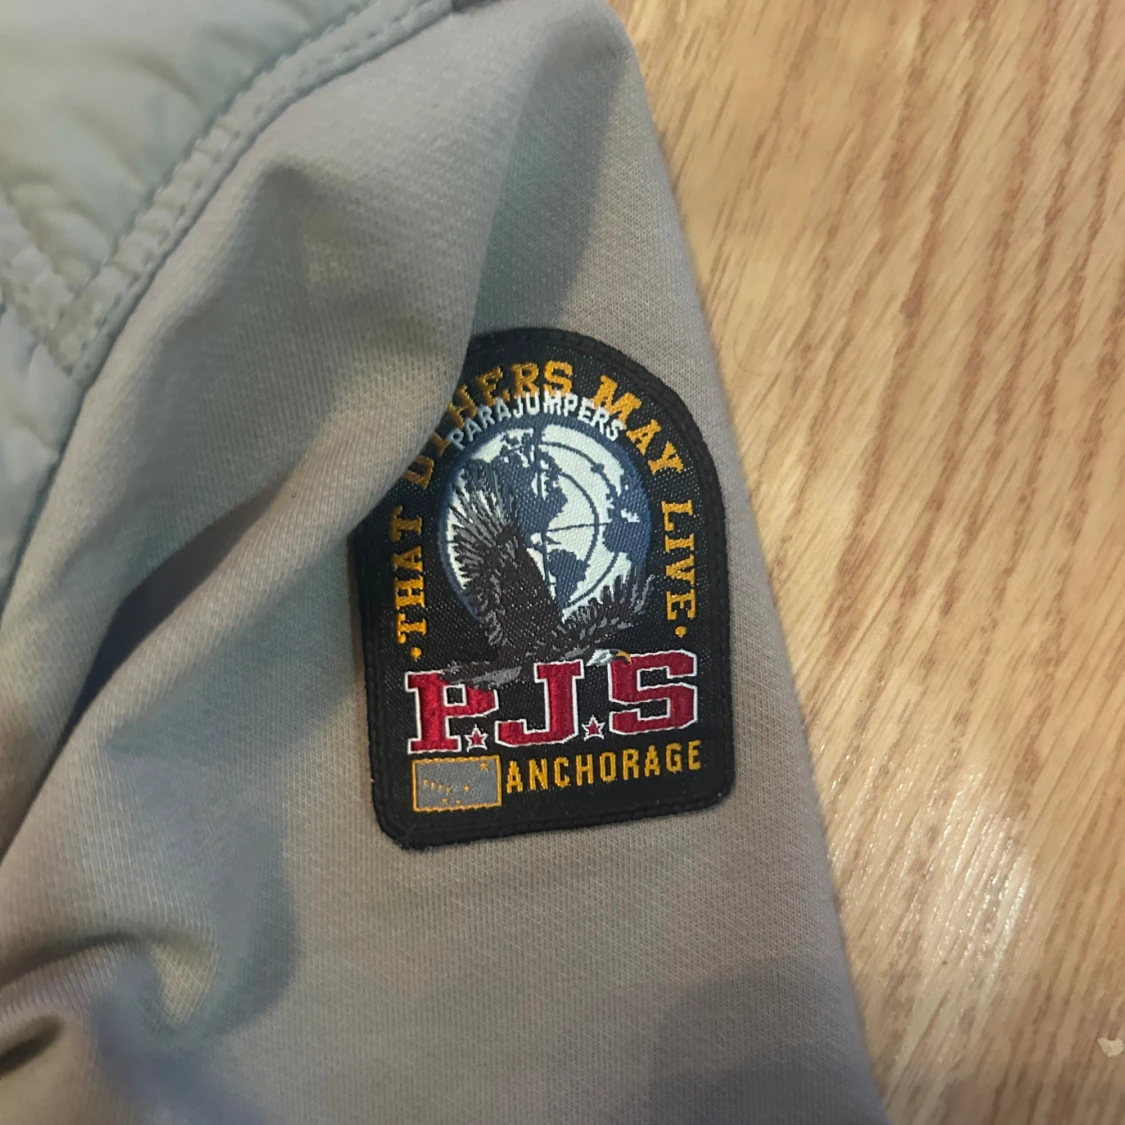 ·THAT OTHERS MAY LIVE·
PARAJUMPERS
P.J.S
ANCHORAGE